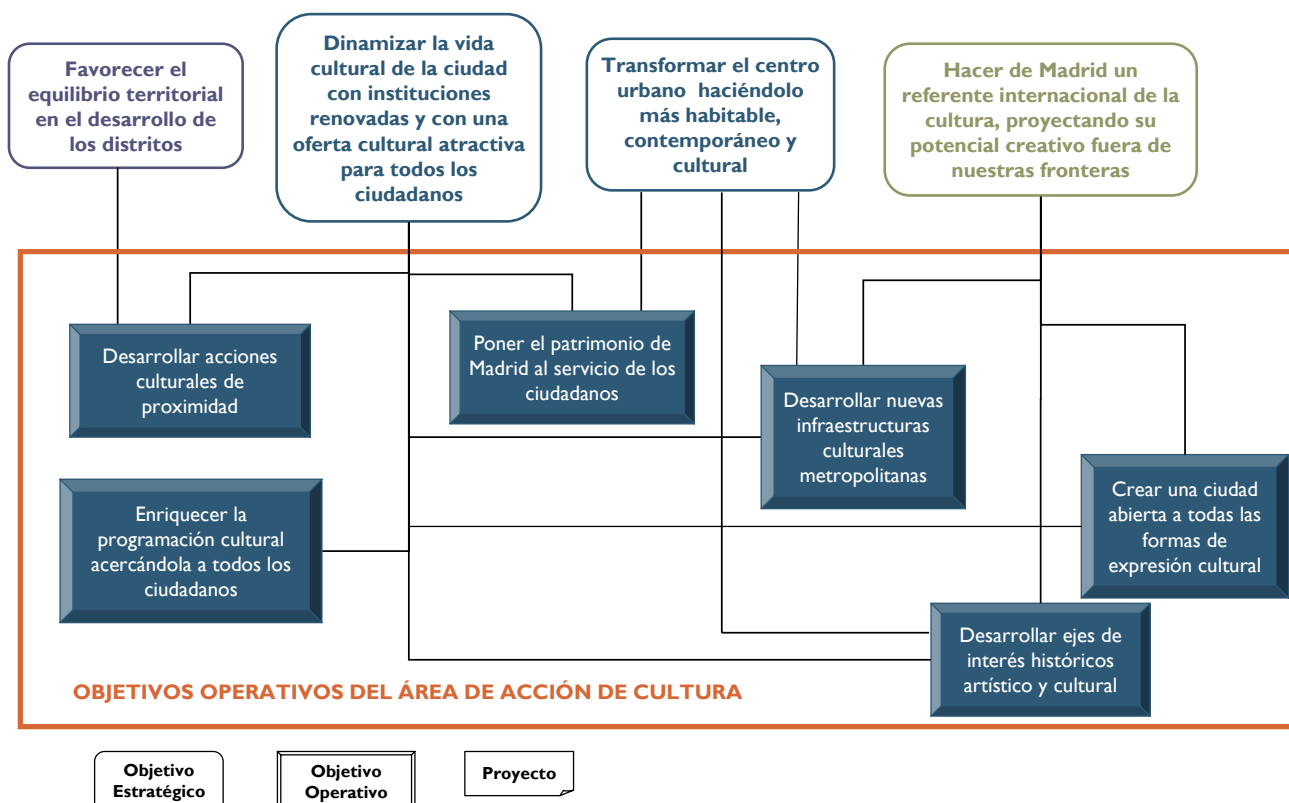 Favorecer el
equilibrio territorial
en el desarrollo de
los distritos
Dinamizar la vida
cultural de la ciudad
con instituciones
renovadas y con una
oferta cultural atractiva
para todos los
ciudadanos
Transformar el centro
urbano haciéndolo
más habitable,
contemporáneo y
cultural
Hacer de Madrid un
referente internacional de la
cultura, proyectando su
potencial creativo fuera de
nuestras fronteras
Desarrollar acciones
culturales de
proximidad
Poner el patrimonio de
Madrid al servicio de los
ciudadanos
Desarrollar nuevas
infraestructuras
culturales
metropolitanas
Enriquecer la
programación cultural
acercándola a todos los
ciudadanos
Crear una ciudad
abierta a todas las
formas de
expresión cultural
Desarrollar ejes de
interés históricos
artístico y cultural
OBJETIVOS OPERATIVOS DEL ÁREA DE ACCIÓN DE CULTURA
Objetivo
Estratégico
Objetivo
Operativo
Proyecto